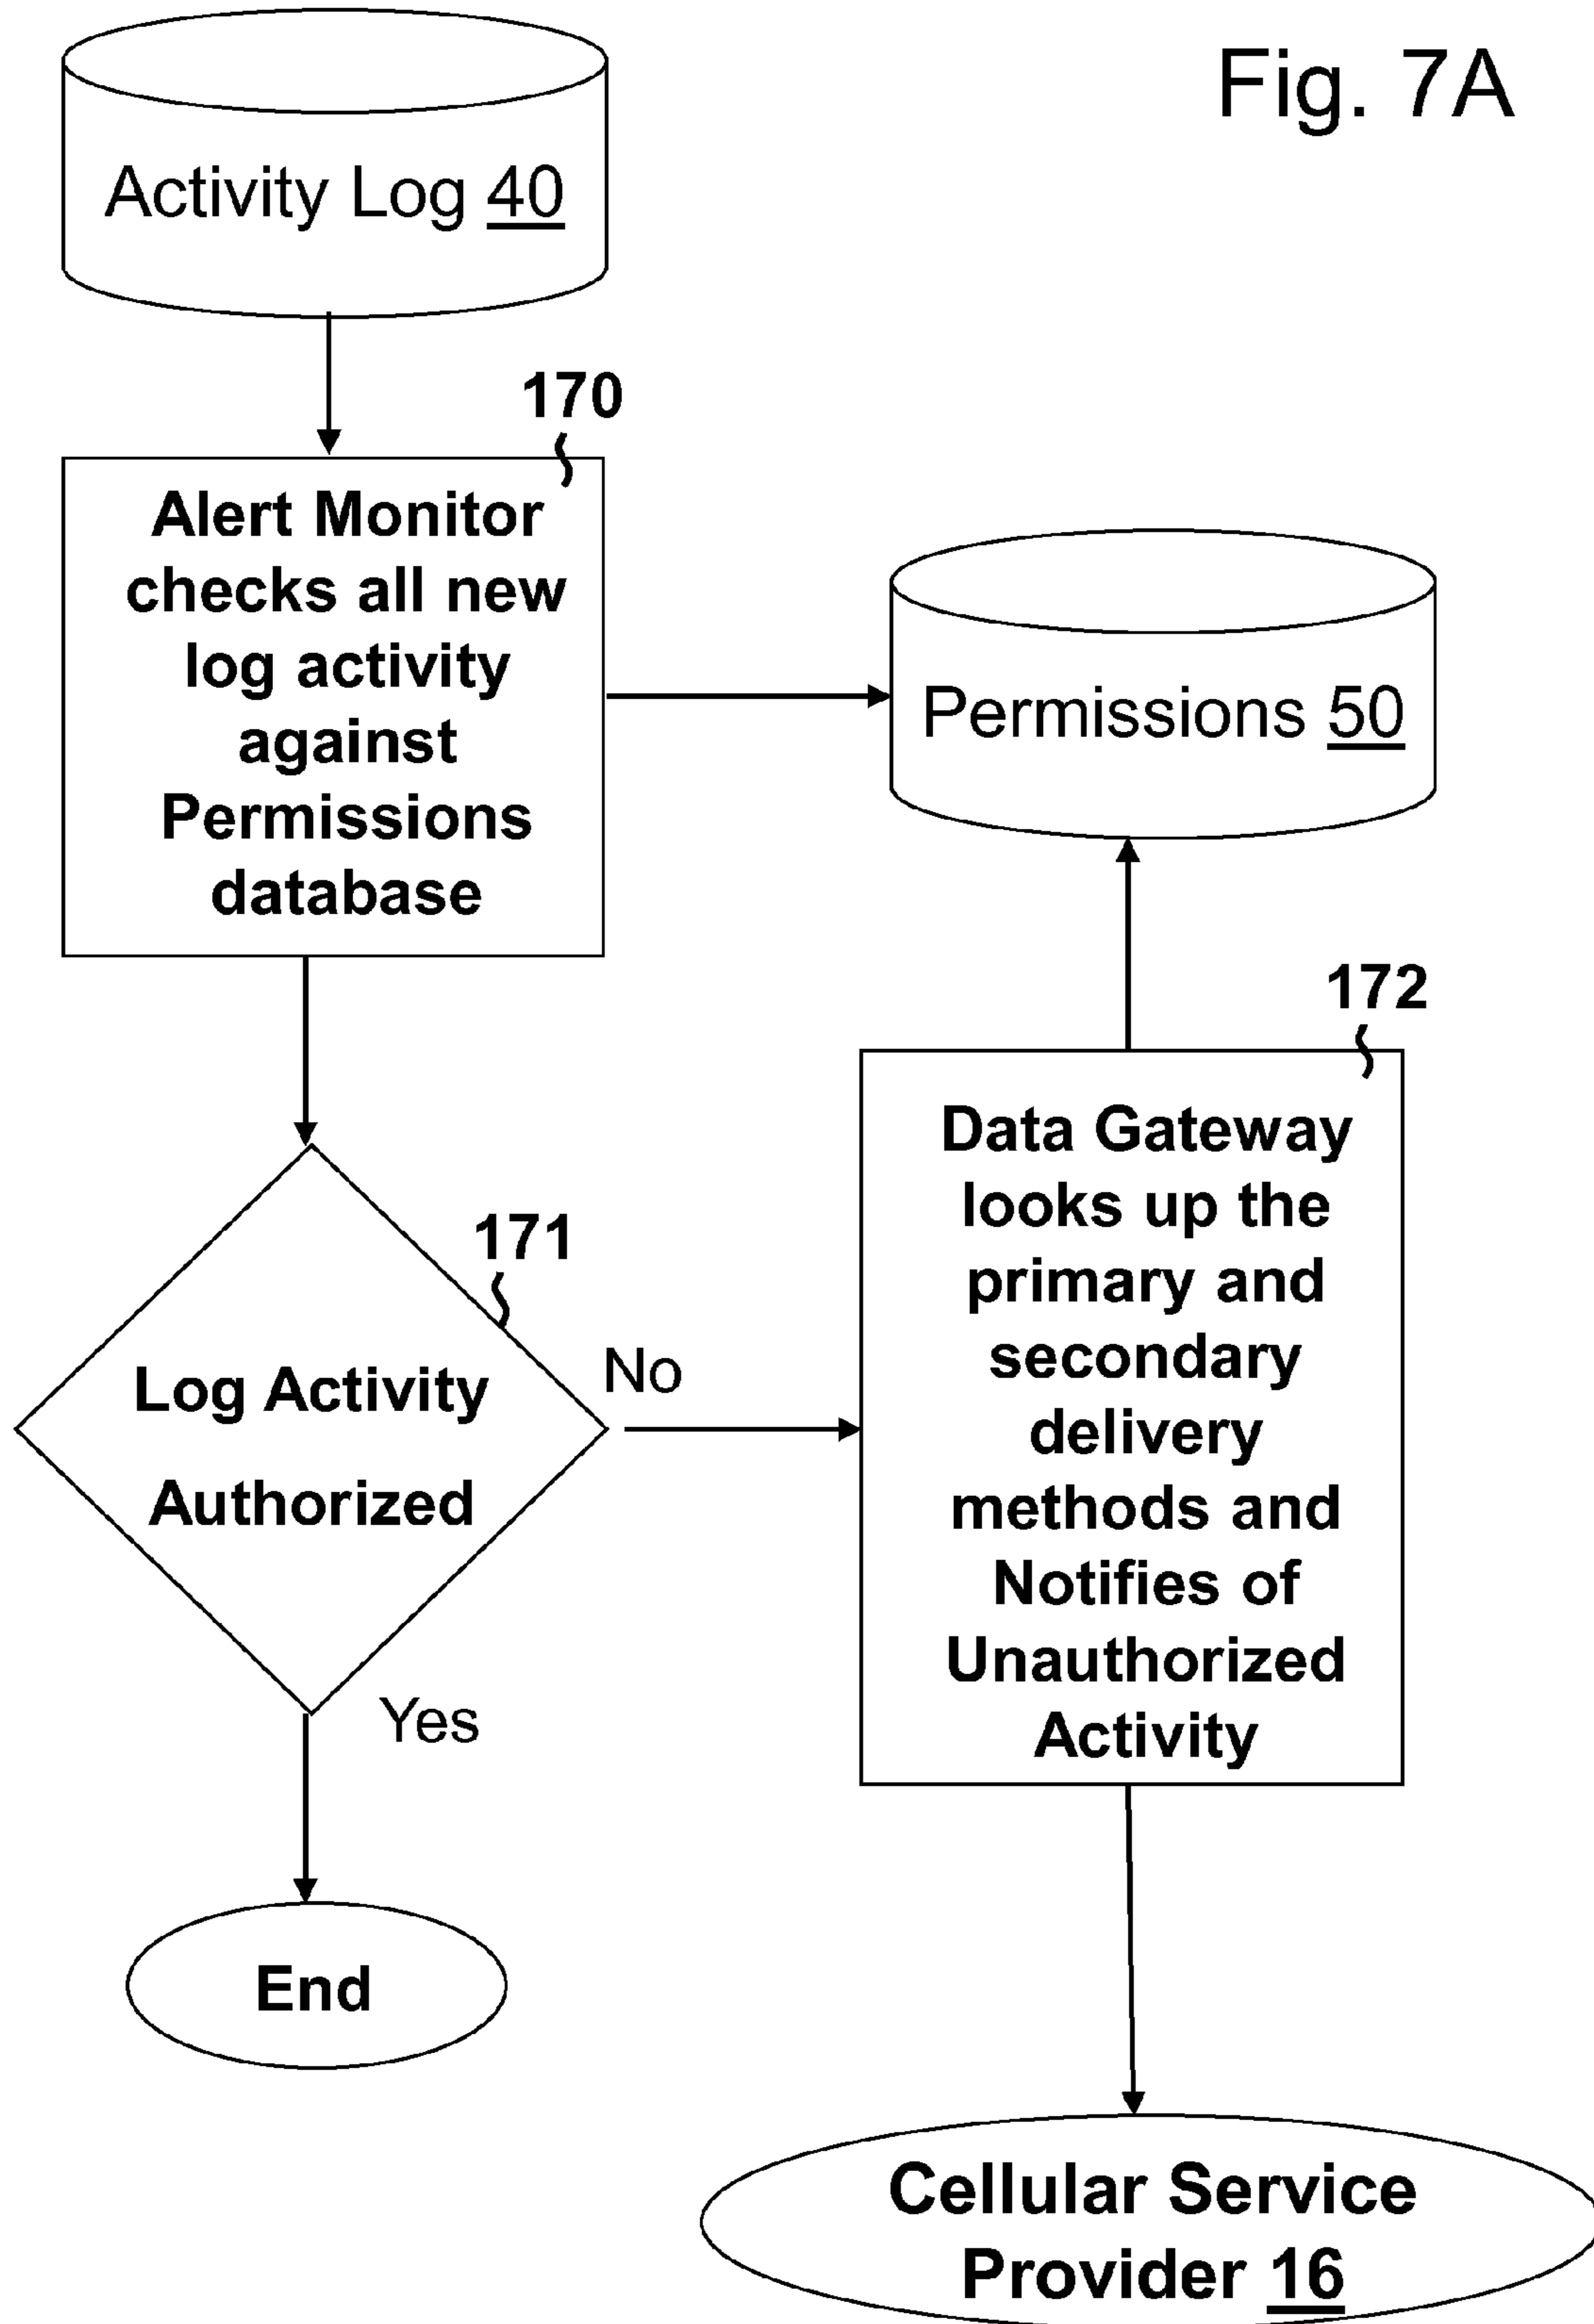 Fig. 7A
Activity Log 40
170
Alert Monitor
checks all new
log activity
against
Permissions
database
Permissions 50
171
Log Activity
Authorized
No
Yes
172
Data Gateway
looks up the
primary and
secondary
delivery
methods and
Notifies of
Unauthorized
Activity
End
Cellular Service
Provider 16